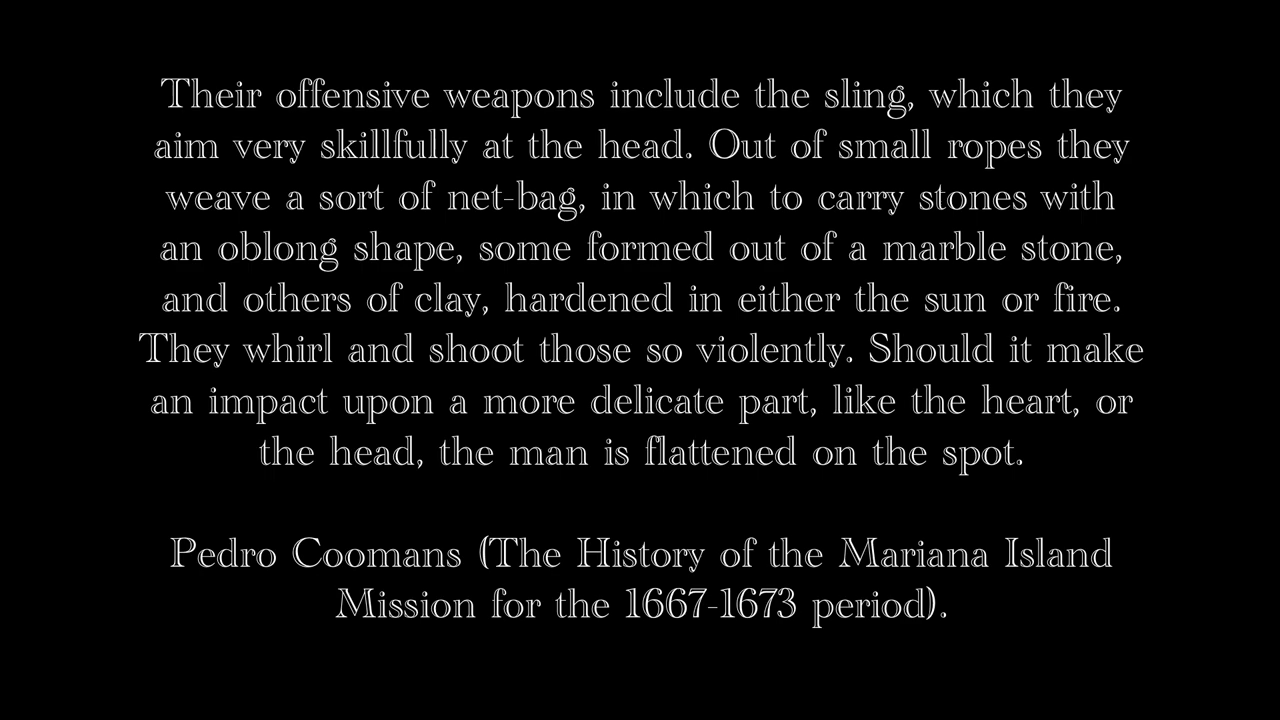 Their offensive weapons include the sling, which they
aim very skillfully at the head. Out of small ropes they
weave a sort of net-bag, in which to carry stones with
an oblong shape, some formed out of a marble stone,
and others of clay, hardened in either the sun or fire.
They whirl and shoot those so violently. Should it make
an impact upon a more delicate part, like the heart, or
the head, the man is flattened on the spot.
Pedro Coomans (The History of the Mariana Island
Mission for the 1667-1673 period).